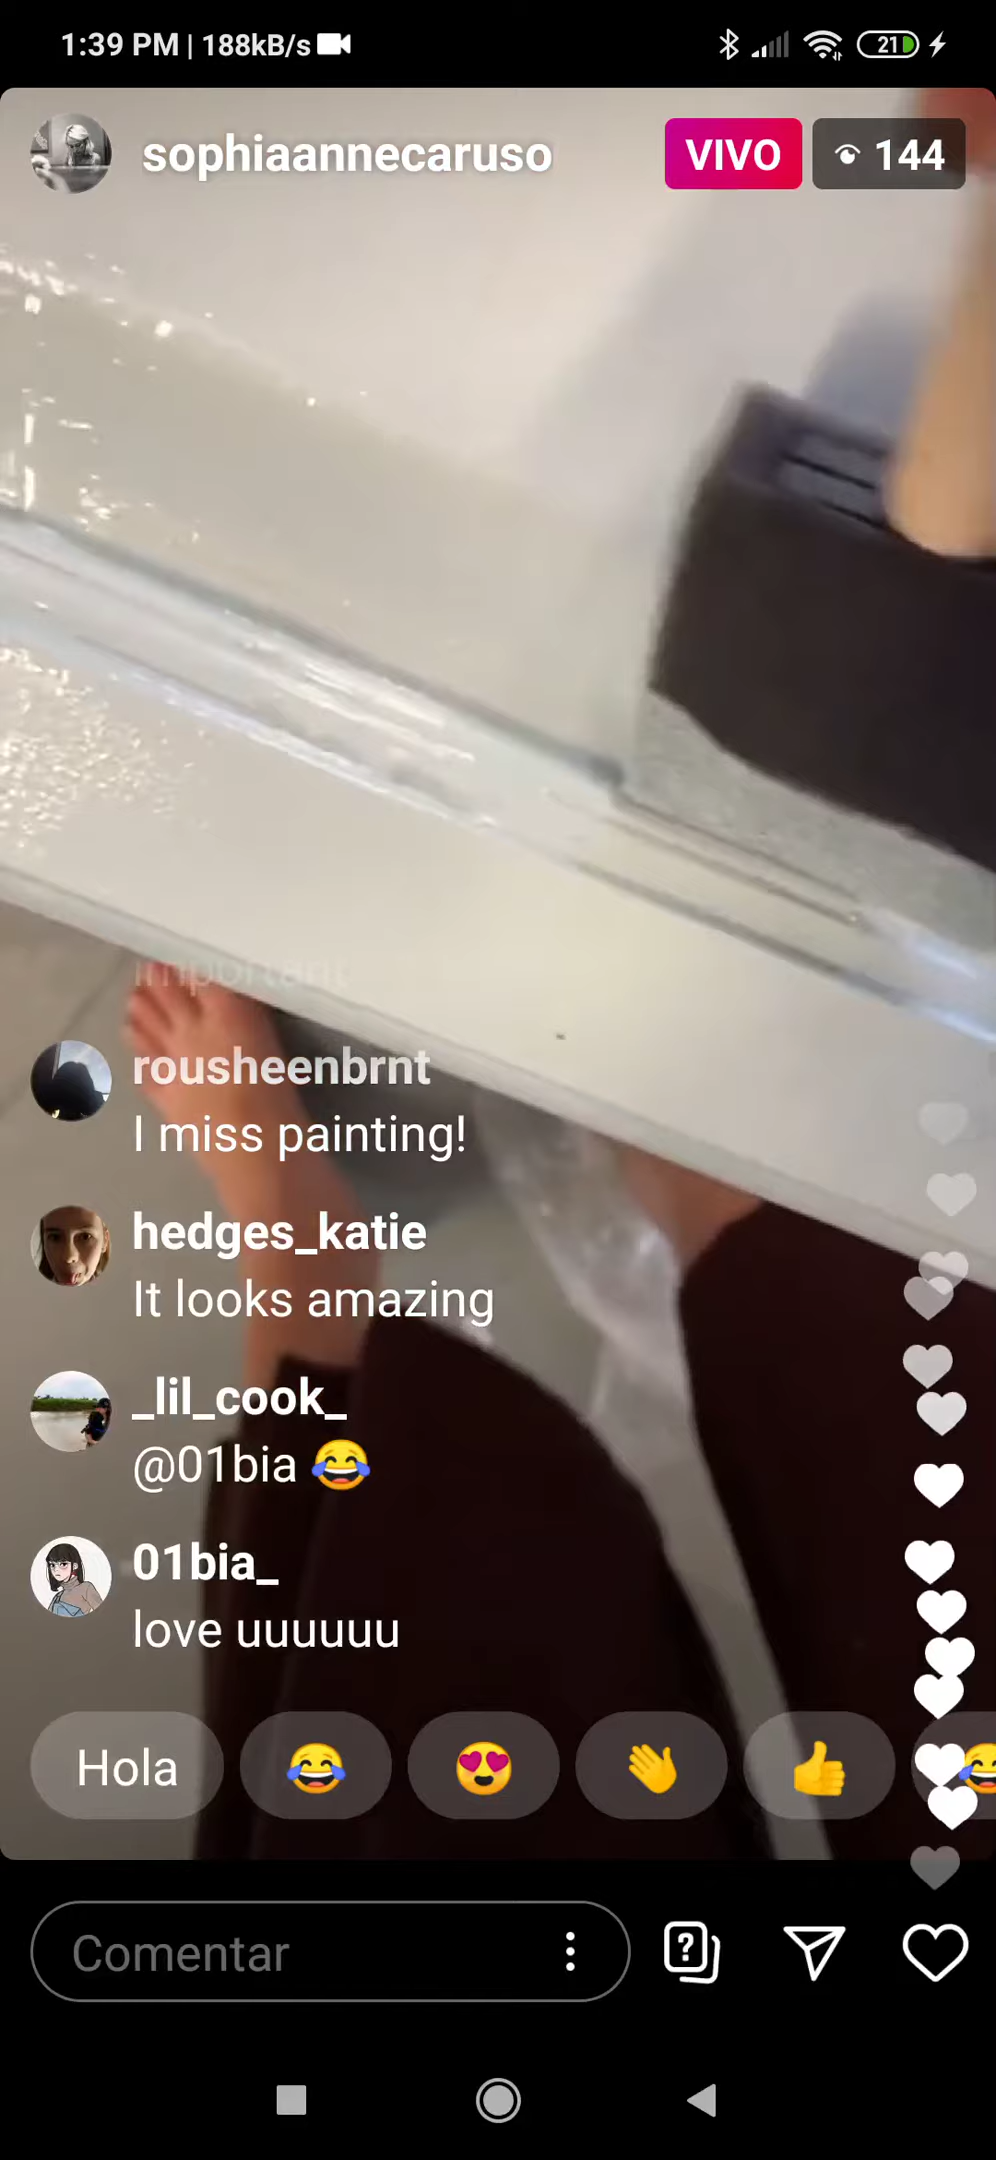 1:39 PM | 188kB/s
21
sophiaannecaruso
VIVO
144
important
rousheenbrnt
I miss painting!
hedges_katie
It looks amazing
_lil_cook_
@01bia 😂
01bia_
love uuuuuu
Hola
Comentar